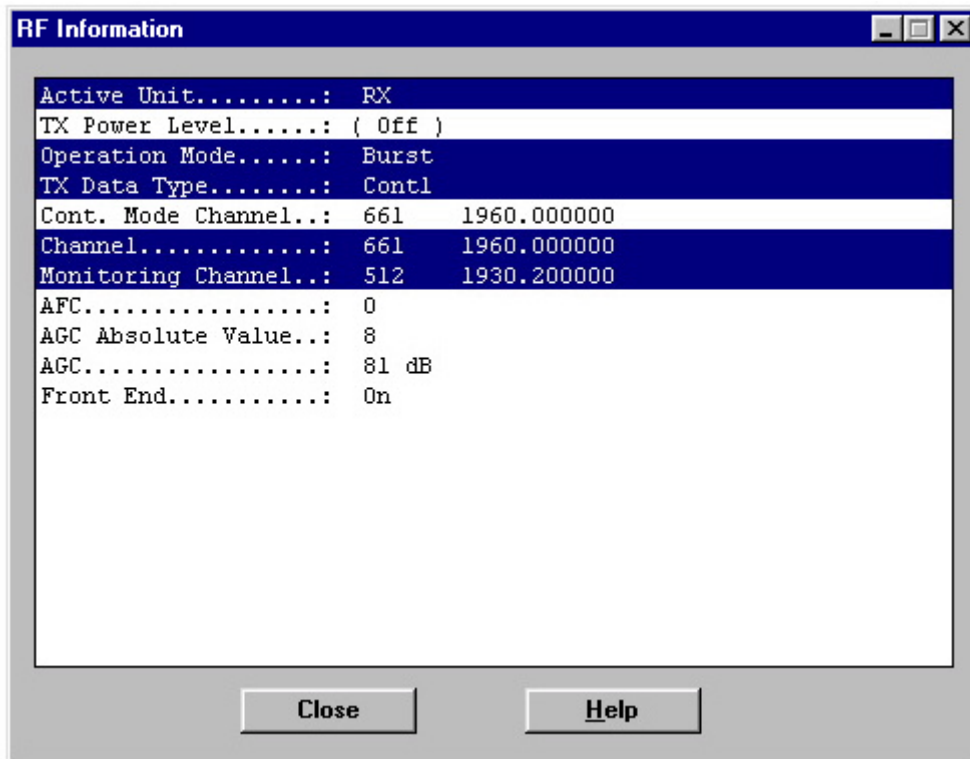 RF Information
Active Unit.........: RX
TX Power Level......: ( Off )
Operation Mode......: Burst
TX Data Type........: Contl
Cont. Mode Channel..: 661 1960.000000
Channel.............: 661 1960.000000
Monitoring Channel..: 512 1930.200000
AFC.................: 0
AGC Absolute Value..: 8
AGC.................: 81 dB
Front End...........: On
Close Help